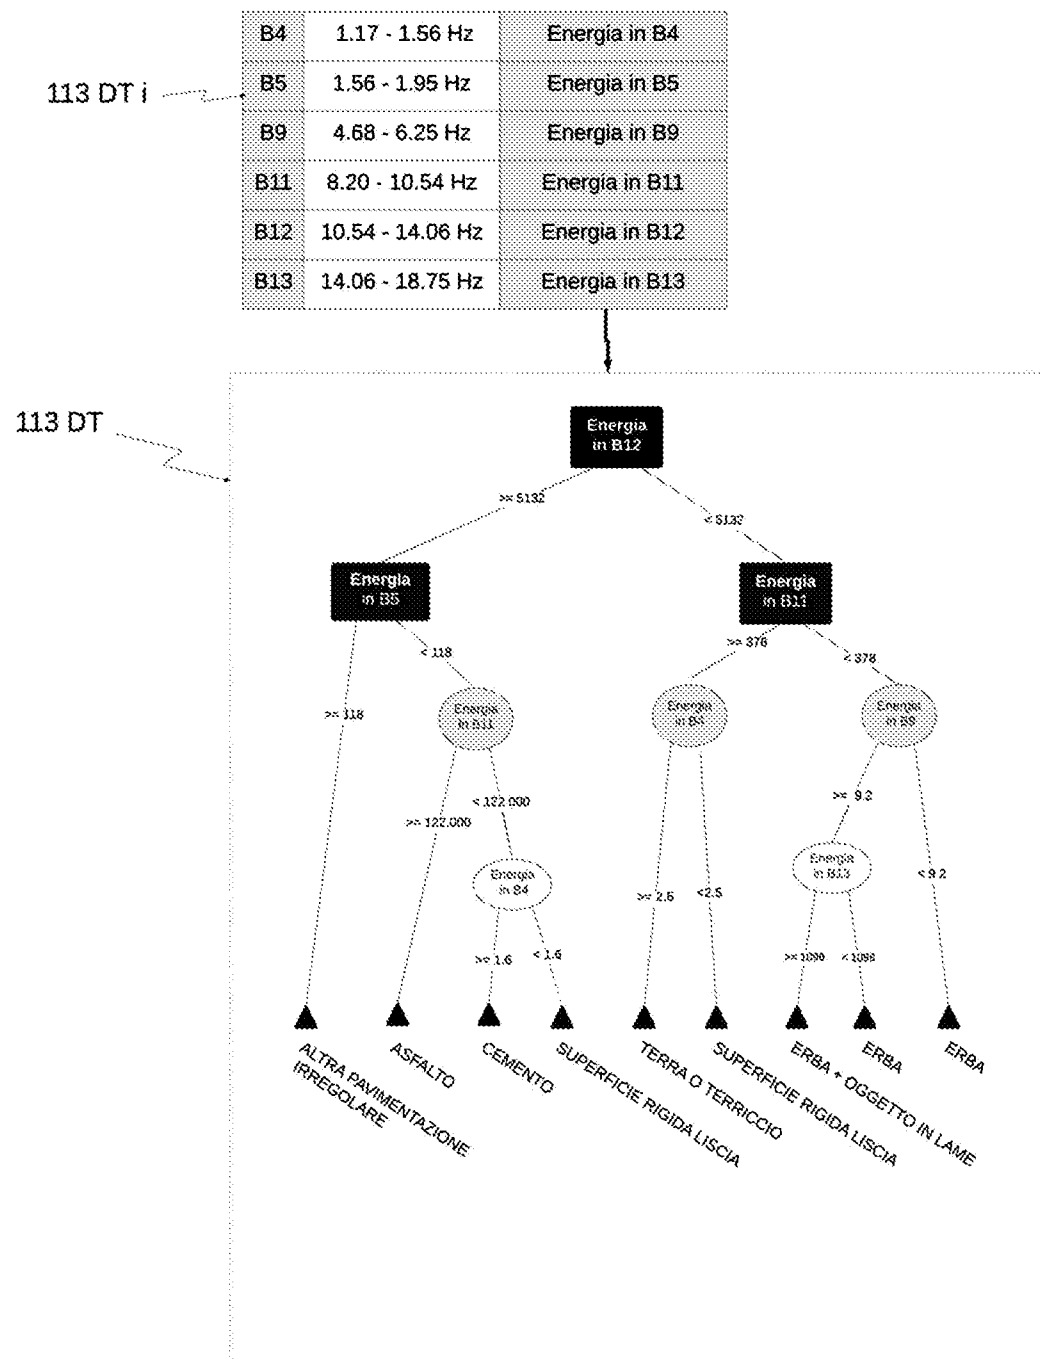 B4 1.17 - 1.56 Hz Energia in B4
113 DT i
B5 1.56 - 1.95 Hz Energia in B5
B9 4.68 - 6.25 Hz Energia in B9
B11 8.20 - 10.54 Hz Energia in B11
B12 10.54 - 14.06 Hz Energia in B12
B13 14.06 - 18.75 Hz Energia in B13
113 DT
Energia
in B12
>= 5132
< 5132
Energia
in B5
Energia
in B11
>= 378
< 118
< 378
>= 118
Energia
in B11
Energia
in B4
Energia
in B9
< 122.000
>= 122.000
>= 9.2
Energia
in B4
Energia
in B13
>= 2.5
<2.5
< 9.2
>= 1.6
< 1.6
>= 1098
< 1098
ALTRA PAVIMENTAZIONE
IRREGOLARE
ASFALTO
CEMENTO
SUPERFICIE RIGIDA LISCIA
TERRA O TERRICCIO
SUPERFICIE RIGIDA LISCIA
ERBA + OGGETTO IN LAME
ERBA
ERBA